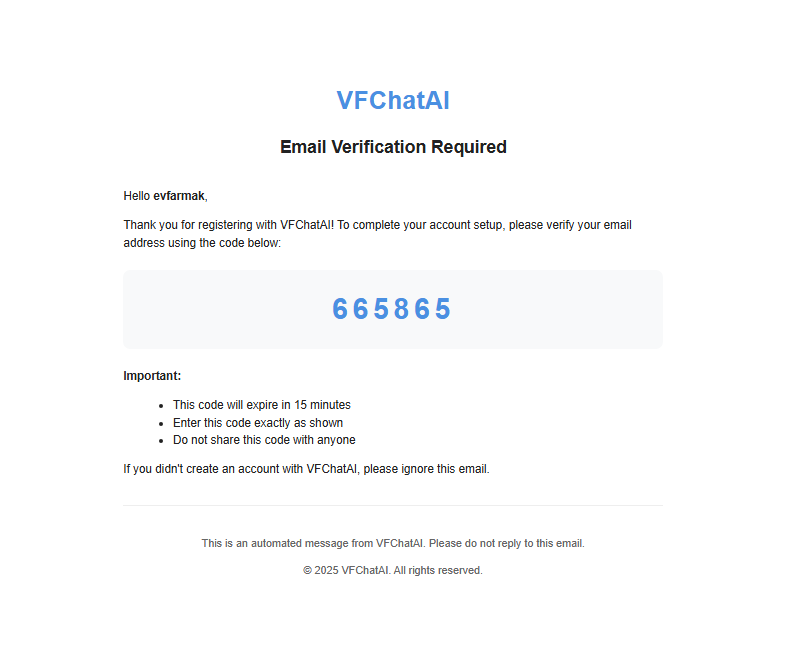 VFChatAI
Email Verification Required
Hello evfarmak,
Thank you for registering with VFChatAI! To complete your account setup, please verify your email
address using the code below:
665865
Important:
• This code will expire in 15 minutes
• Enter this code exactly as shown
• Do not share this code with anyone
If you didn't create an account with VFChatAI, please ignore this email.
This is an automated message from VFChatAI. Please do not reply to this email.
© 2025 VFChatAI. All rights reserved.